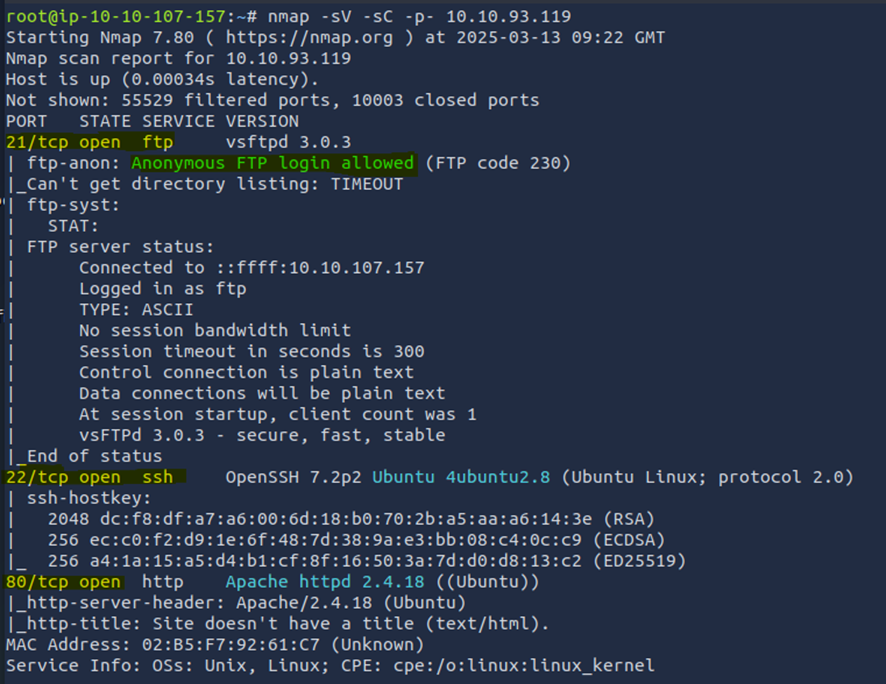 root@ip-10-10-107-157:~# nmap -sV -sC -p- 10.10.93.119
Starting Nmap 7.80 ( https://nmap.org ) at 2025-03-13 09:22 GMT
Nmap scan report for 10.10.93.119
Host is up (0.00034s latency).
Not shown: 55529 filtered ports, 10003 closed ports
PORT   STATE SERVICE VERSION
21/tcp open  ftp     vsftpd 3.0.3
| ftp-anon: Anonymous FTP login allowed (FTP code 230)
|_Can't get directory listing: TIMEOUT
| ftp-syst:
|   STAT:
| FTP server status:
|      Connected to ::ffff:10.10.107.157
|      Logged in as ftp
|      TYPE: ASCII
|      No session bandwidth limit
|      Session timeout in seconds is 300
|      Control connection is plain text
|      Data connections will be plain text
|      At session startup, client count was 1
|      vsFTPd 3.0.3 - secure, fast, stable
|_End of status
22/tcp open  ssh     OpenSSH 7.2p2 Ubuntu 4ubuntu2.8 (Ubuntu Linux; protocol 2.0)
| ssh-hostkey:
|   2048 dc:f8:df:a7:a6:00:6d:18:b0:70:2b:a5:aa:a6:14:3e (RSA)
|   256 ec:c0:f2:d9:1e:6f:48:7d:38:9a:e3:bb:08:c4:0c:c9 (ECDSA)
|_  256 a4:1a:15:a5:d4:b1:cf:8f:16:50:3a:7d:d0:d8:13:c2 (ED25519)
80/tcp open  http    Apache httpd 2.4.18 ((Ubuntu))
|_http-server-header: Apache/2.4.18 (Ubuntu)
|_http-title: Site doesn't have a title (text/html).
MAC Address: 02:B5:F7:92:61:C7 (Unknown)
Service Info: OSs: Unix, Linux; CPE: cpe:/o:linux:linux_kernel